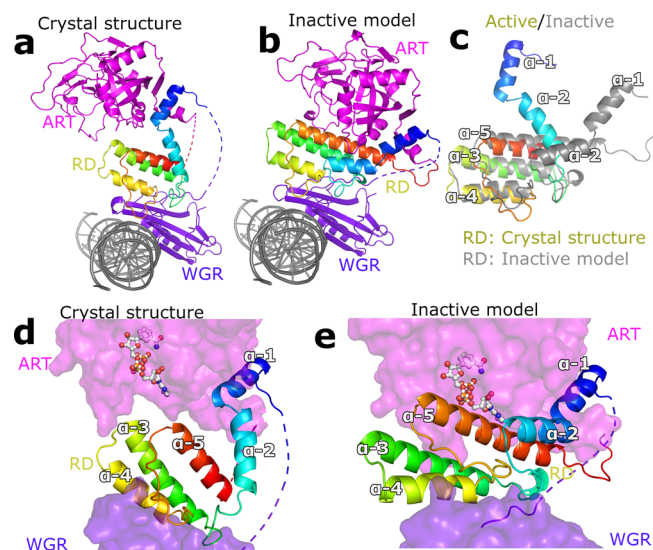 a Crystal structure
ART
RD
WGR
b Inactive model
ART
RD
WGR
c Active/Inactive
α-1
α-1
α-2
α-5
α-3
α-2
α-4
RD: Crystal structure
RD: Inactive model
d Crystal structure
ART
α-1
α-3
α-5
α-2
RD
α-4
WGR
e Inactive model
ART
α-1
α-5
α-2
α-3
RD
α-4
WGR